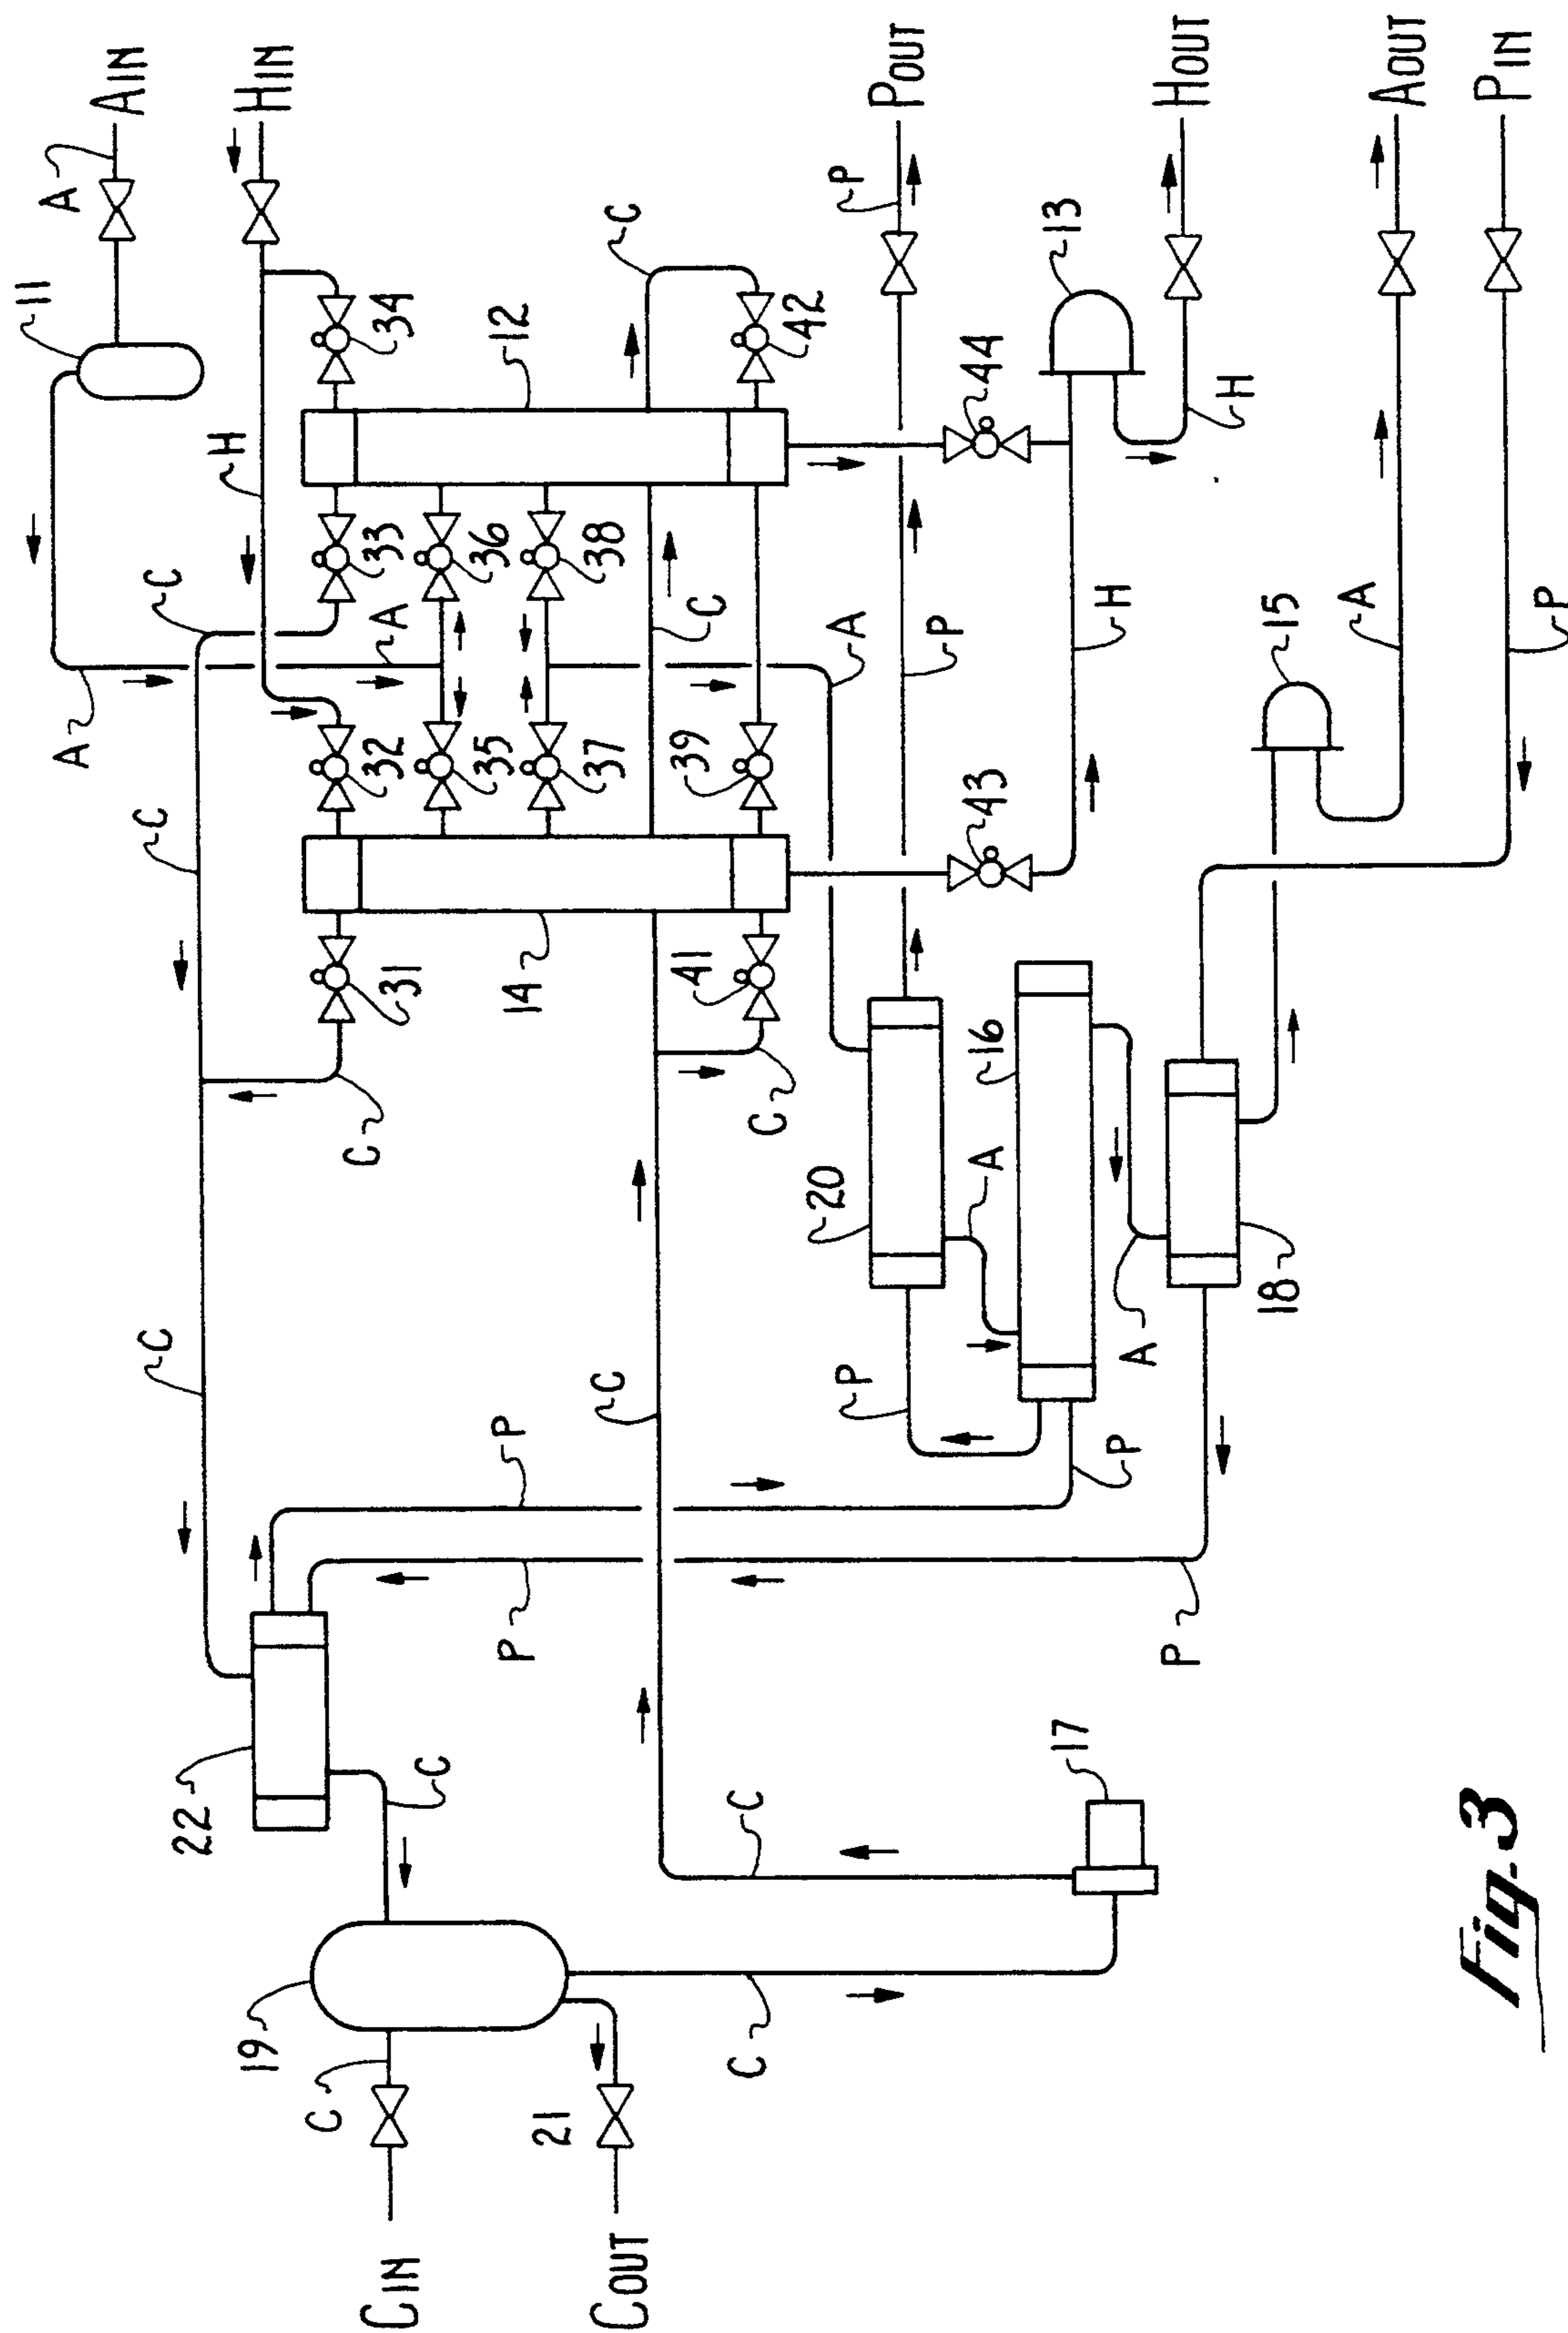 AIN
A
11
HIN
34
12
C
42
POUT
P
13
44
HOUT
H
AOUT
PIN
H
C
33
36
38
A
A
32
35
37
39
C
A
P
43
H
15
A
P
C
31
14
41
C
C
20
16
A
A
18
C
P
P
C
P
P
P
22
C
C
17
19
C
C
21
CIN
COUT
Fig. 3